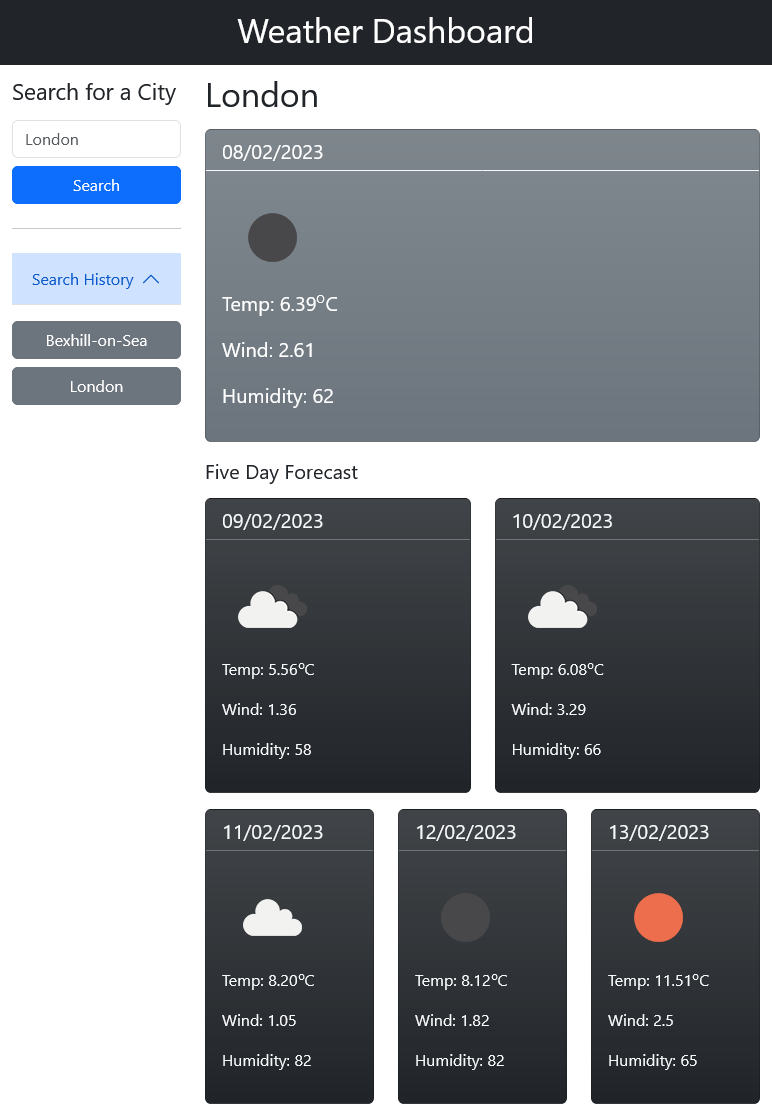 Weather Dashboard
Search for a City
London
Search
Search History
Bexhill-on-Sea
London
London
08/02/2023
Temp: 6.39°C
Wind: 2.61
Humidity: 62
Five Day Forecast
09/02/2023
Temp: 5.56°C
Wind: 1.36
Humidity: 58
10/02/2023
Temp: 6.08°C
Wind: 3.29
Humidity: 66
11/02/2023
Temp: 8.20°C
Wind: 1.05
Humidity: 82
12/02/2023
Temp: 8.12°C
Wind: 1.82
Humidity: 82
13/02/2023
Temp: 11.51°C
Wind: 2.5
Humidity: 65